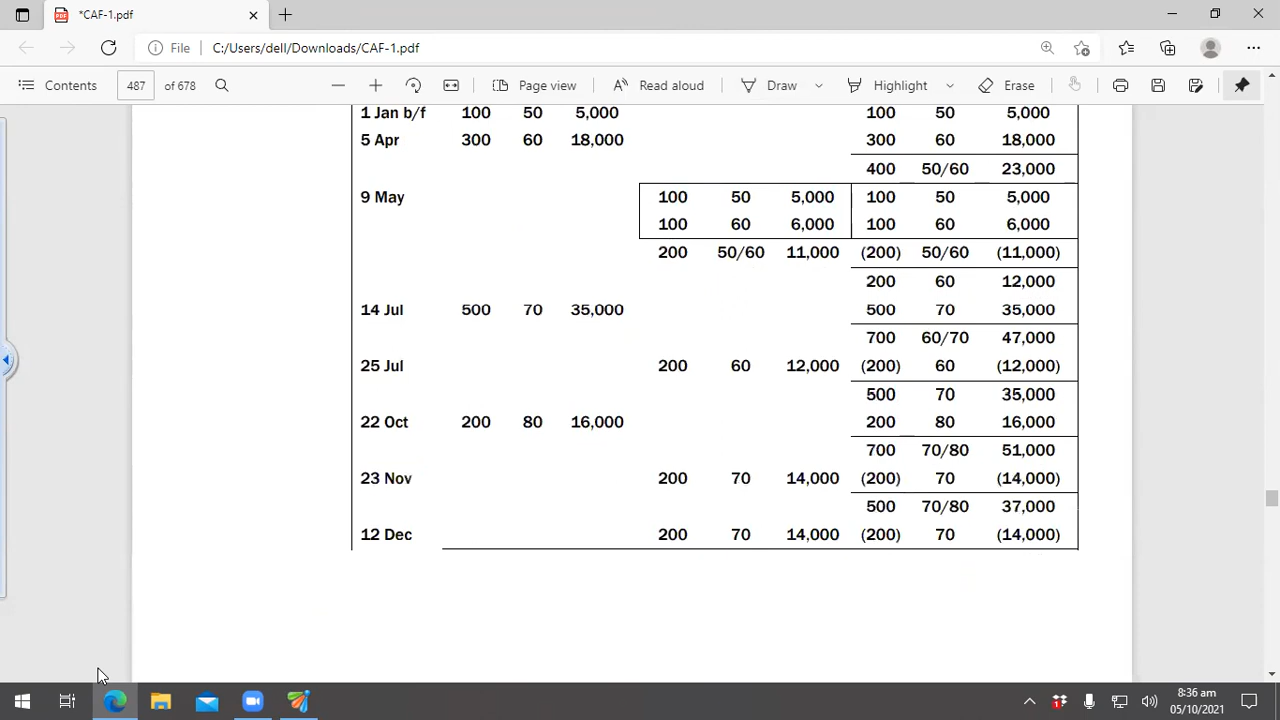 *CAF-1.pdf
File C:/Users/dell/Downloads/CAF-1.pdf
Contents 487 of 678 Page view Read aloud Draw Highlight Erase
1 Jan b/f 100 50 5,000 100 50 5,000
5 Apr 300 60 18,000 300 60 18,000
400 50/60 23,000
9 May 100 50 5,000 100 50 5,000
100 60 6,000 100 60 6,000
200 50/60 11,000 (200) 50/60 (11,000)
200 60 12,000
14 Jul 500 70 35,000 500 70 35,000
700 60/70 47,000
25 Jul 200 60 12,000 (200) 60 (12,000)
500 70 35,000
22 Oct 200 80 16,000 200 80 16,000
700 70/80 51,000
23 Nov 200 70 14,000 (200) 70 (14,000)
500 70/80 37,000
12 Dec 200 70 14,000 (200) 70 (14,000)
8:36 am
05/10/2021